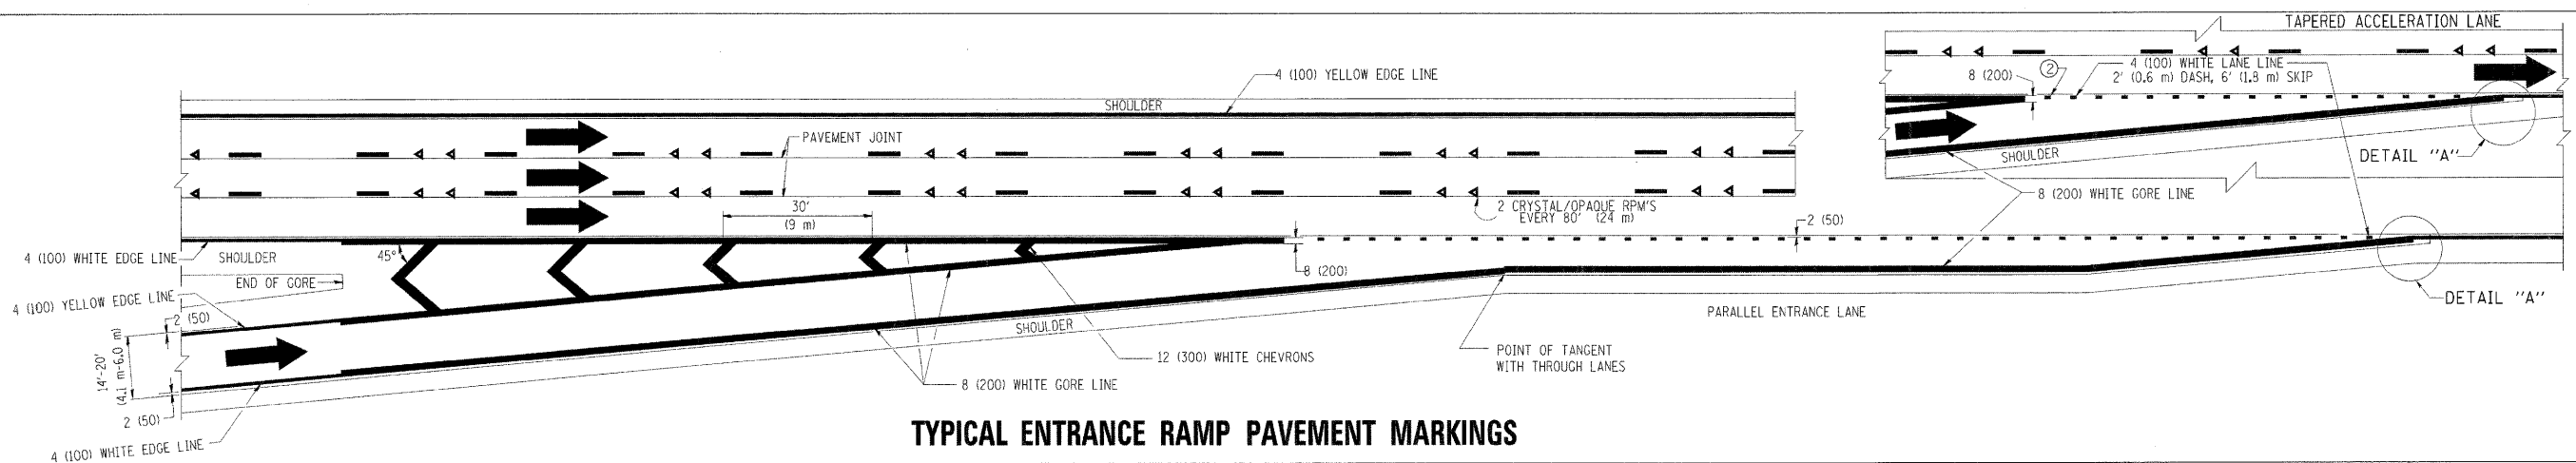 TAPERED ACCELERATION LANE
4 (100) YELLOW EDGE LINE
8 (200)
2
4 (100) WHITE LANE LINE
2' (0.6 m) DASH, 6' (1.8 m) SKIP
SHOULDER
PAVEMENT JOINT
SHOULDER
DETAIL "A"
30'
(9 m)
2 CRYSTAL/OPAQUE RPM'S
EVERY 80' (24 m)
8 (200) WHITE GORE LINE
2 (50)
4 (100) WHITE EDGE LINE
SHOULDER
45°
8 (200)
END OF GORE
4 (100) YELLOW EDGE LINE
2 (50)
DETAIL "A"
SHOULDER
PARALLEL ENTRANCE LANE
14'-20'
(4.1 m-6.0 m)
12 (300) WHITE CHEVRONS
POINT OF TANGENT
WITH THROUGH LANES
8 (200) WHITE GORE LINE
2 (50)
4 (100) WHITE EDGE LINE
TYPICAL ENTRANCE RAMP PAVEMENT MARKINGS